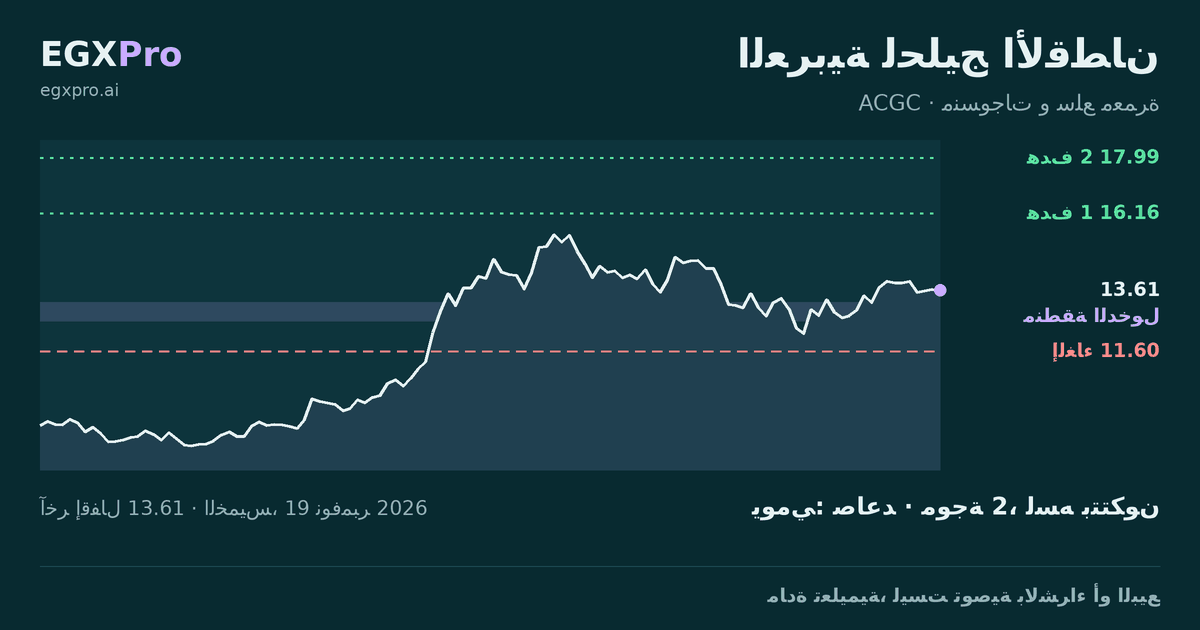 EGXPro
egxpro.ai
العربية لحليج الأقطان
ACGC · منسوجات و سلع معمرة
هدف 2 17.99
هدف 1 16.16
13.61
منطقة الدخول
إلغاء 11.60
آخر إقفال 13.61 · الخميس، 19 نوفمبر 2026
يومي: صاعد · موجة 2، لسه بتتكون
مادة تعليمية، ليست توصية بالشراء أو البيع